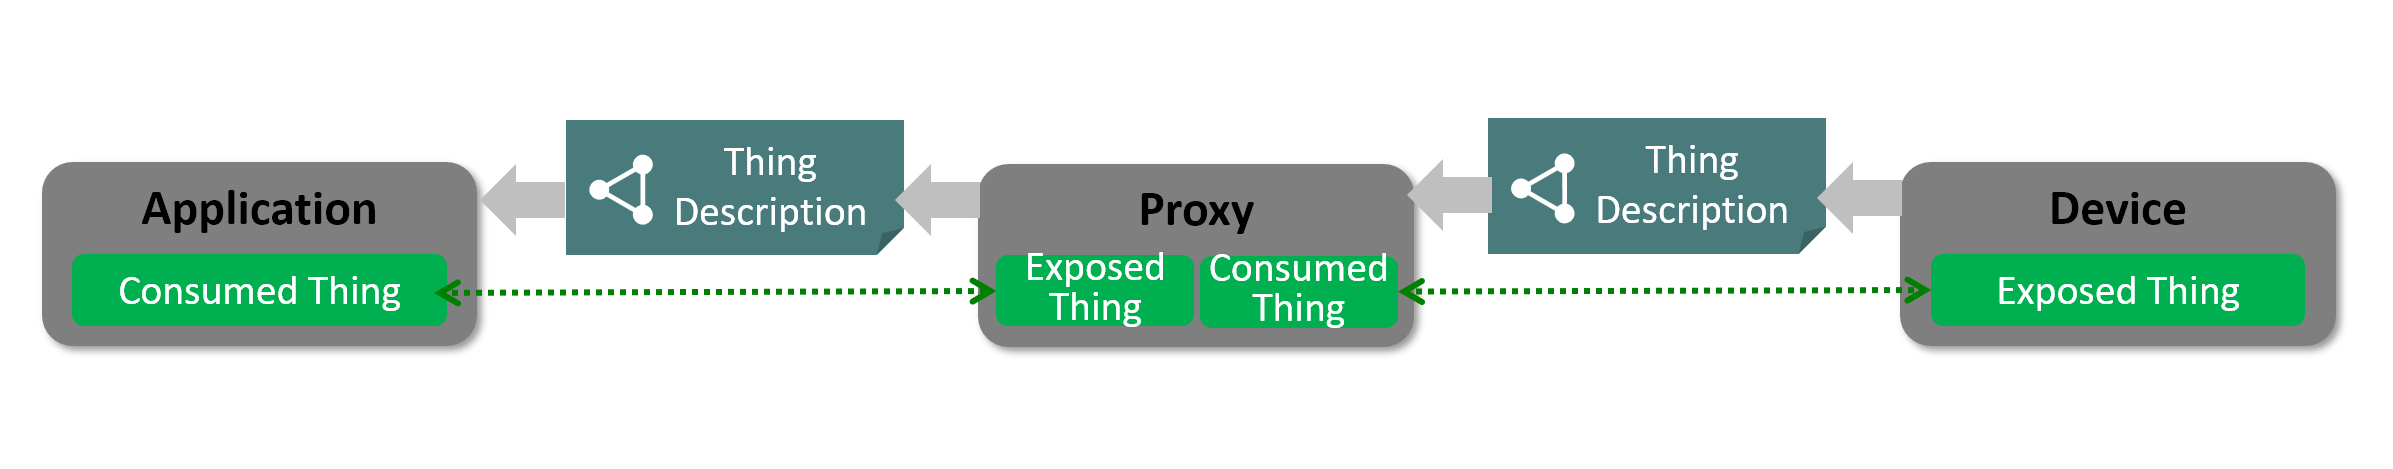 Application
Consumed Thing
Thing
Description
Proxy
Exposed
Thing
Consumed
Thing
Thing
Description
Device
Exposed Thing